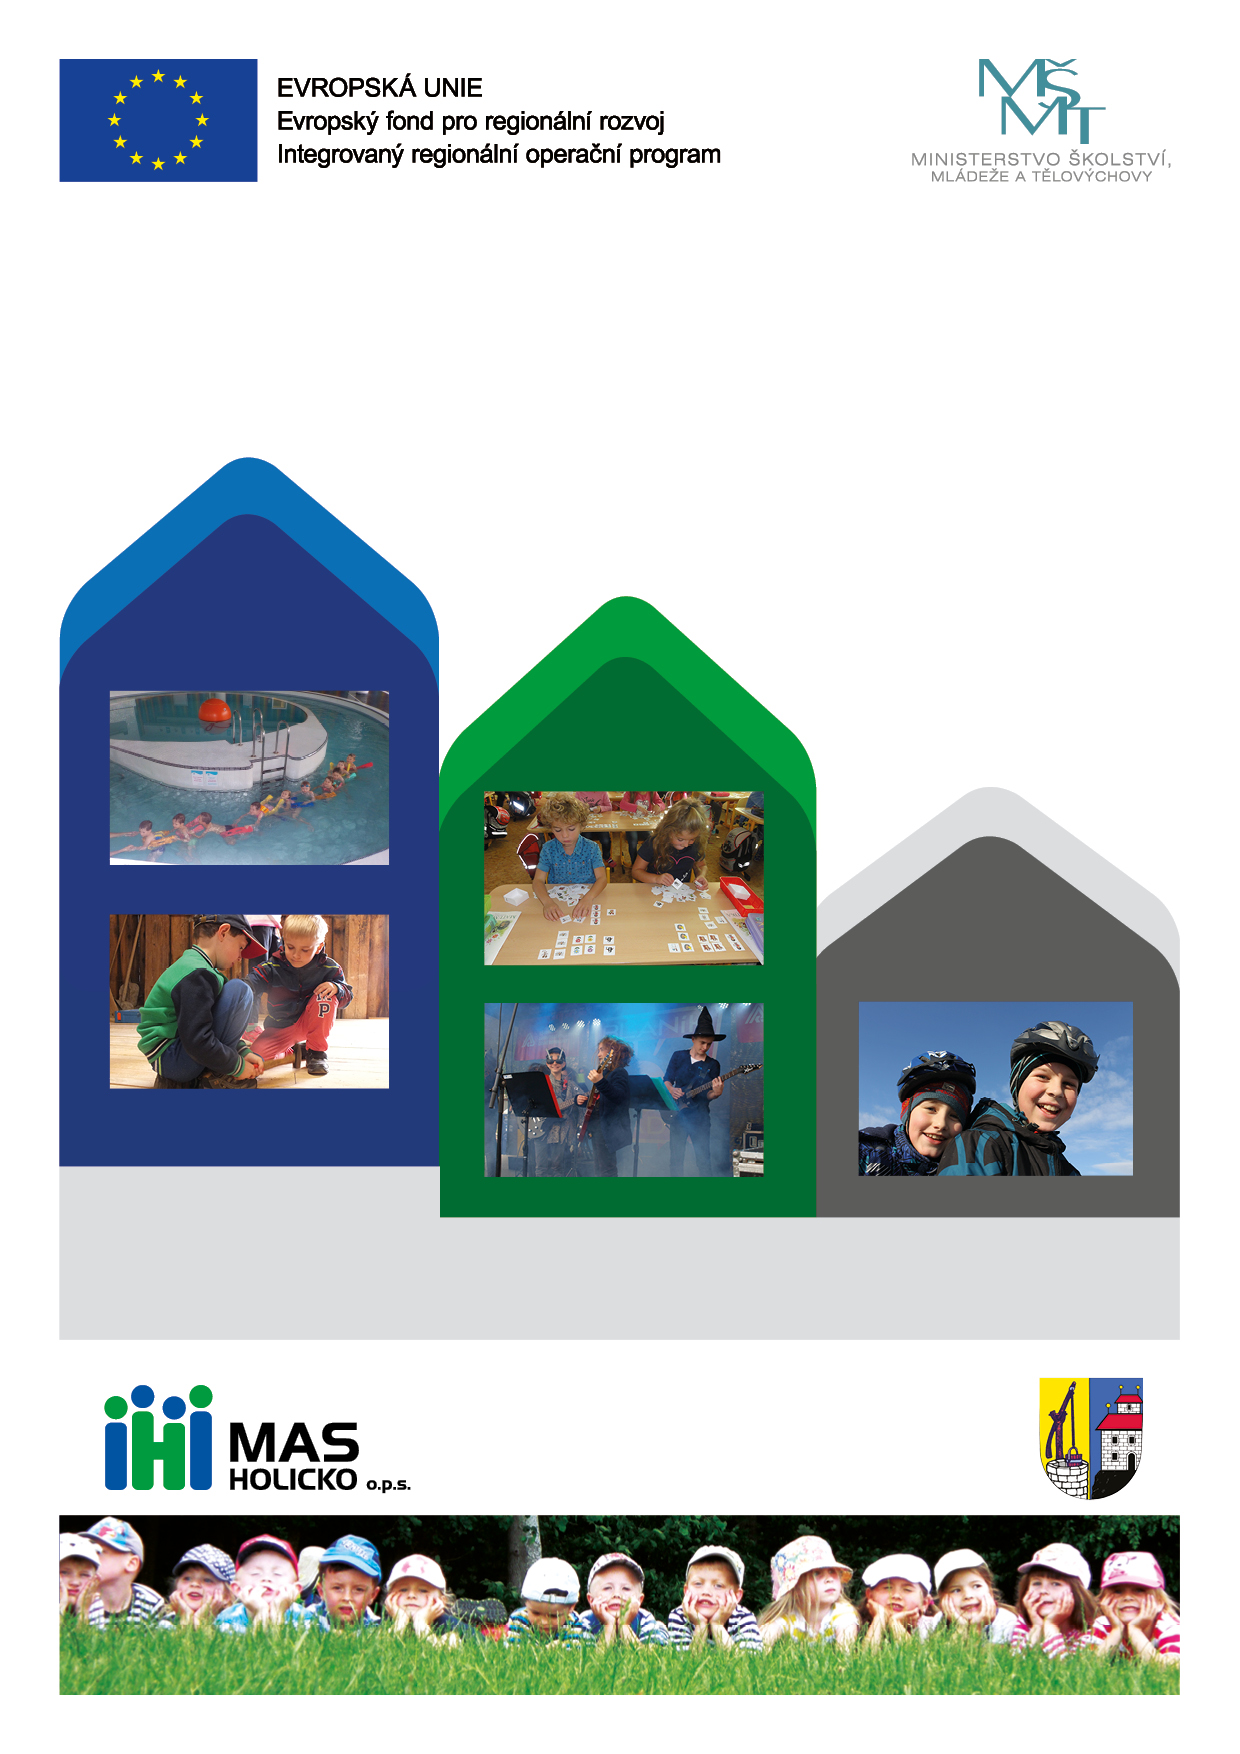 EVROPSKÁ UNIE
Evropský fond pro regionální rozvoj
Integrovaný regionální operační program
MŠMT
MINISTERSTVO ŠKOLSTVÍ,
MLÁDEŽE A TĚLOVÝCHOVY
MAS
HOLICKO o.p.s.